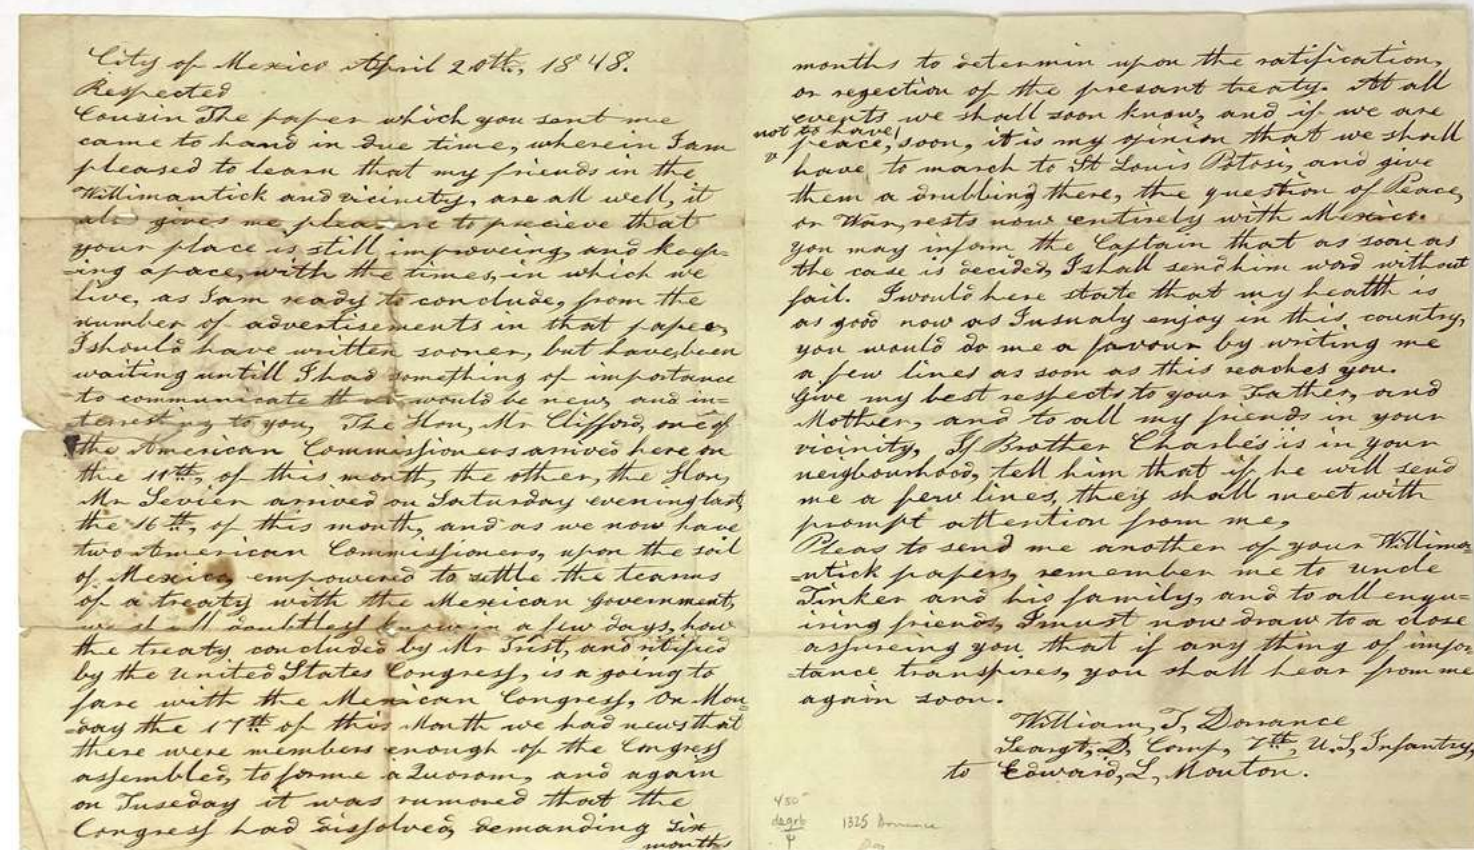 City of Mexico April 20th, 1848.
Respected
Cousin The paper which you sent me
came to hand in due time, wherein I am
pleased to learn that my friends in the
Willimantick and vicinity, are all well, it
also gives me pleasure to precieve that
your place is still improveing, and keep-
-ing apace, with the times, in which we
live, as I am ready to conclude, from the
number of advertisements in that paper,
I should have written sooner, but have been
waiting untill I had something of importance
to communicate that would be new, and in=
terresting to you, The Hon, Mr Clifford, one of
the American Commissioners arrived here on
the 11th, of this month, the other, the Hon,
Mr Sevier arrived on Saturday evening last,
the 16th, of this month, and as we now have
two American Commissioners, upon the soil
of Mexico, empowered to settle the tearms
of a treaty with the Mexican Government,
we shall doubtless know in a few days, how
the treaty concluded by Mr Trist, and ritified
by the United States Congress, is a going to
fare with the Mexican Congress, On Mon=
=day the 17th of this Month we had news that
there were members enough of the Congress
assembled, to forme a Quorom, and again
on Tuseday it was rumored that the
Congress had dissolved, demanding Six
months
months to determin upon the ratification,
or regection of the presant treaty. At all
events we shall soon know, and if we are
not to have
peace, soon, it is my opinion that we shall
have to march to St Louis Potosi, and give
them a drubbing there, the question of Peace,
or War, rests now entirely with Mexico.
you may inform the Captain that as soon as
the case is decided, I shall send him word without
fail. I would here state that my health is
as good now as I usualy enjoy in this country,
you would do me a favour by writing me
a few lines as soon as this reaches you.
Give my best respects to your Father, and
Mother, and to all my friends in your
vicinity, If Brother Charles is in your
neighbourhood, tell him that if he will send
me a few lines, they shall meet with
prompt attention from me,
Pleas to send me another of your Willima=
=ntick papers, remember me to uncle
Tinker and his family, and to all enqu=
iring friends, I must now draw to a close
assureing you, that if any thing of impor=
=tance transpires, you shall hear from me
again soon.
William, T, Dorrance
Seargt, D, Comp, 7th, U.S, Infantry,
to Edward, L, Mouton.
450
1325 Dorrance